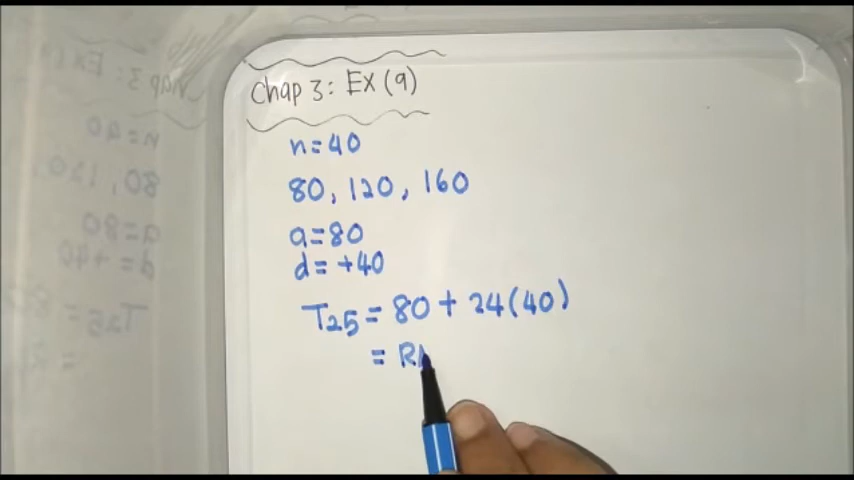 Chap 3: Ex (9)
n=40
80, 120, 160
a=80
d= +40
T25 = 80 + 24(40)
= R